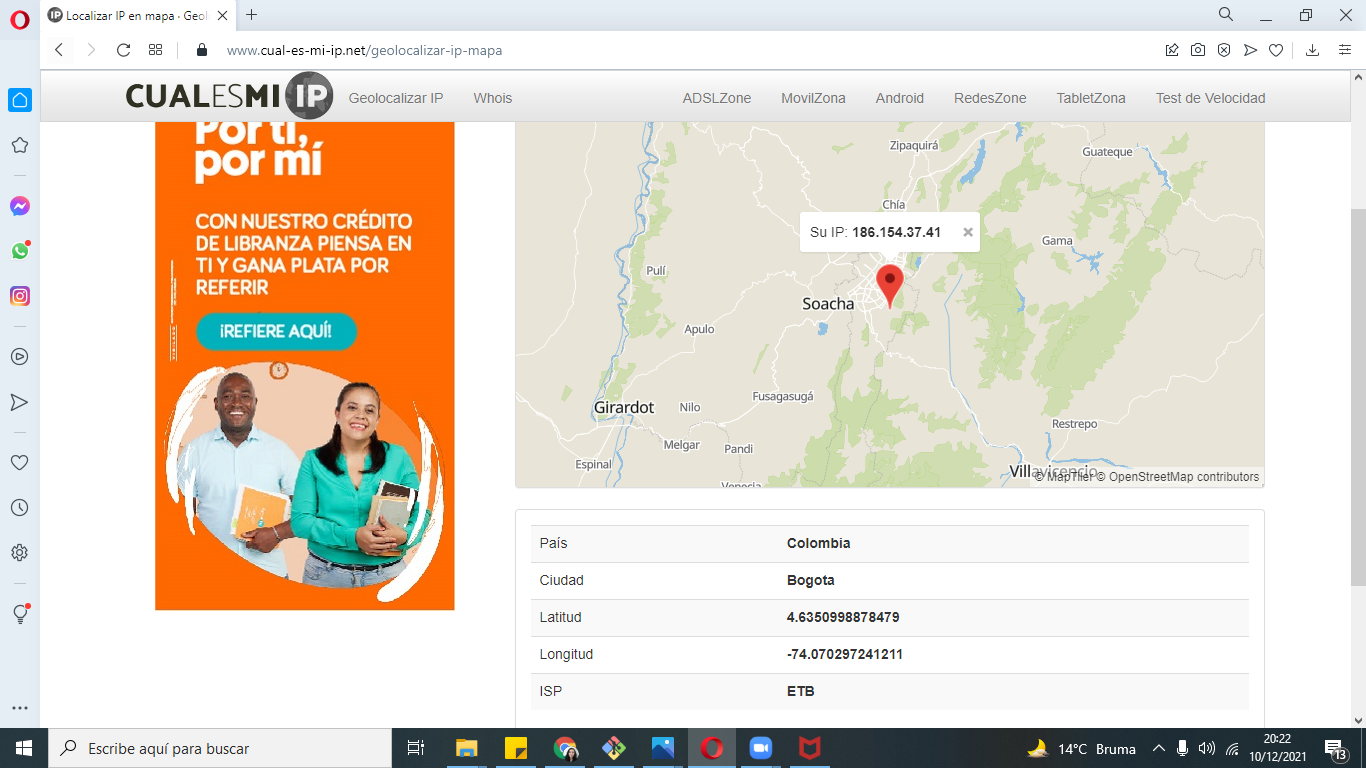 Localizar IP en mapa · Geol
www.cual-es-mi-ip.net/geolocalizar-ip-mapa
CUALESMI IP
Geolocalizar IP
Whois
ADSLZone
MovilZona
Android
RedesZone
TabletZona
Test de Velocidad
Por ti,
por mí
CON NUESTRO CRÉDITO
DE LIBRANZA PIENSA EN
TI Y GANA PLATA POR
REFERIR
¡REFIERE AQUÍ!
Zipaquirá
Guateque
Chía
Su IP: 186.154.37.41
Gama
Pulí
Soacha
Apulo
Fusagasugá
Girardot
Nilo
Restrepo
Melgar
Pandi
Espinal
Villavicencio
Venecia
© MapTiler © OpenStreetMap contributors
País Colombia
Ciudad Bogota
Latitud 4.6350998878479
Longitud -74.070297241211
ISP ETB
Escribe aquí para buscar
14°C Bruma
20:22
10/12/2021
13